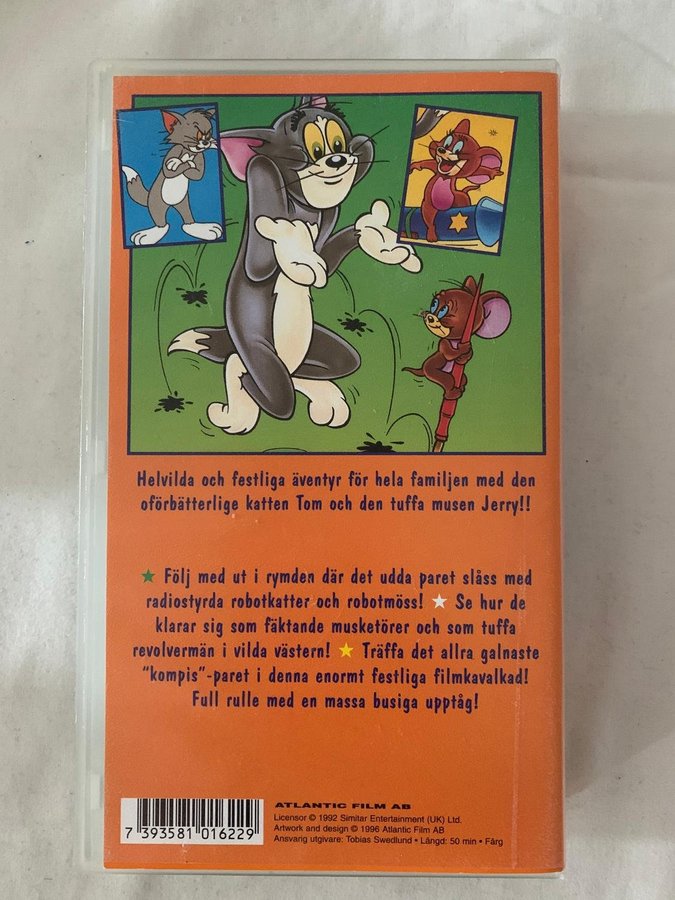 Helvilda och festliga äventyr för hela familjen med den
oförbätterlige katten Tom och den tuffa musen Jerry!!
Följ med ut i rymden där det udda paret slåss med
radiostyrda robotkatter och robotmöss! ★ Se hur de
klarar sig som fäktande musketörer och som tuffa
revolvermän i vilda västern! ★ Träffa det allra galnaste
"kompis"-paret i denna enormt festliga filmkavalkad!
Full rulle med en massa busiga upptåg!
7 393581 016229
ATLANTIC FILM AB
Licensor © 1992 Similar Entertainment (UK) Ltd.
Artwork and design © 1996 Atlantic Film AB
Ansvang utgivare: Tobias Swedlund • Längd: 50 min • Färg